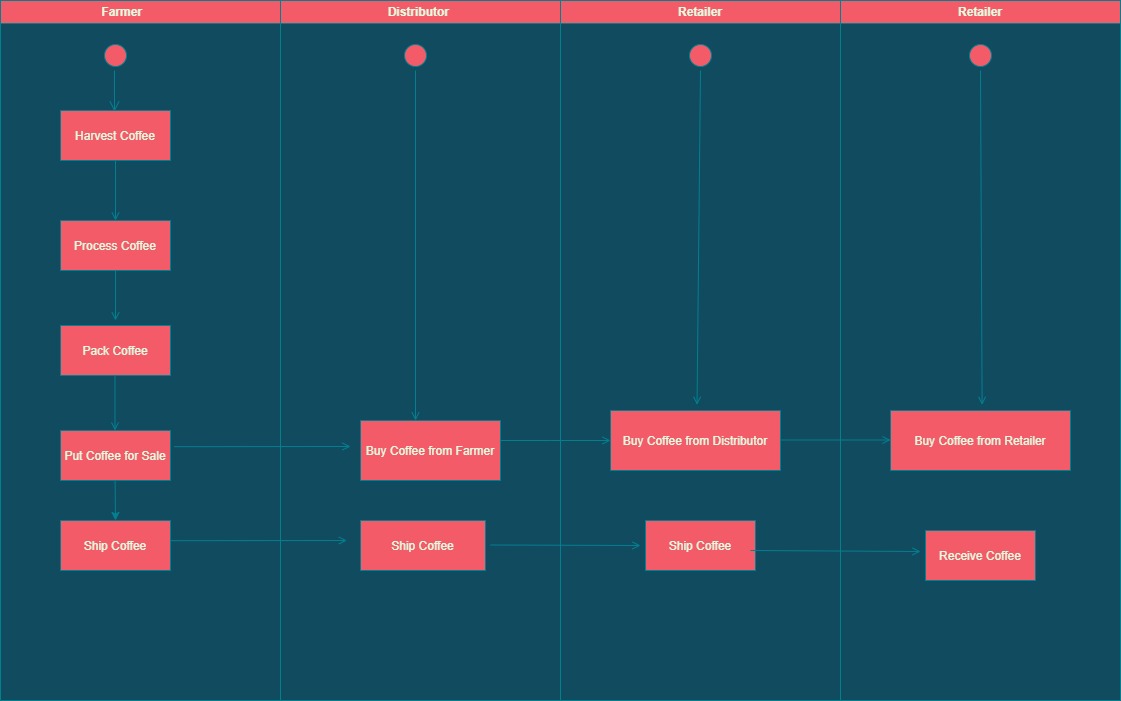 Farmer
Distributor
Retailer
Retailer
Harvest Coffee
Process Coffee
Pack Coffee
Put Coffee for Sale
Buy Coffee from Farmer
Buy Coffee from Distributor
Buy Coffee from Retailer
Ship Coffee
Ship Coffee
Ship Coffee
Receive Coffee